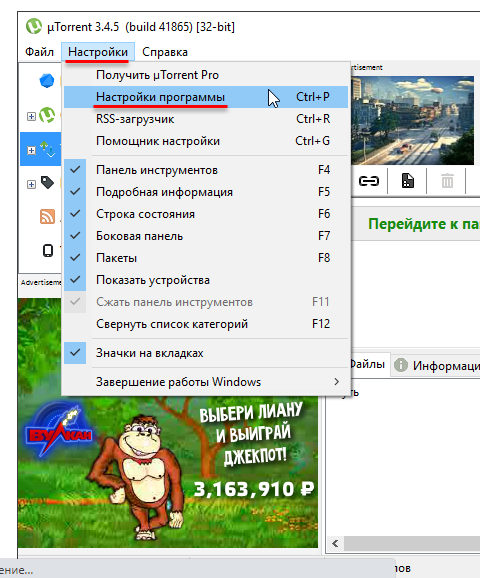 µTorrent 3.4.5 (build 41865) [32-bit]
Файл Настройки Справка
Получить µTorrent Pro
Настройки программы Ctrl+P
RSS-загрузчик Ctrl+R
Помощник настройки Ctrl+G
Панель инструментов F4
Подробная информация F5
Строка состояния F6
Боковая панель F7
Пакеты F8
Показать устройства
Сжать панель инструментов F11
Свернуть список категорий F12
Значки на вкладках
Завершение работы Windows
Перейдите к па
Файлы Информаци
Advertisement
ВУЛКАН
ВЫБЕРИ ЛИАНУ
И ВЫИГРАЙ
ДЖЕКПОТ!
3,163,910 ₽
ение...